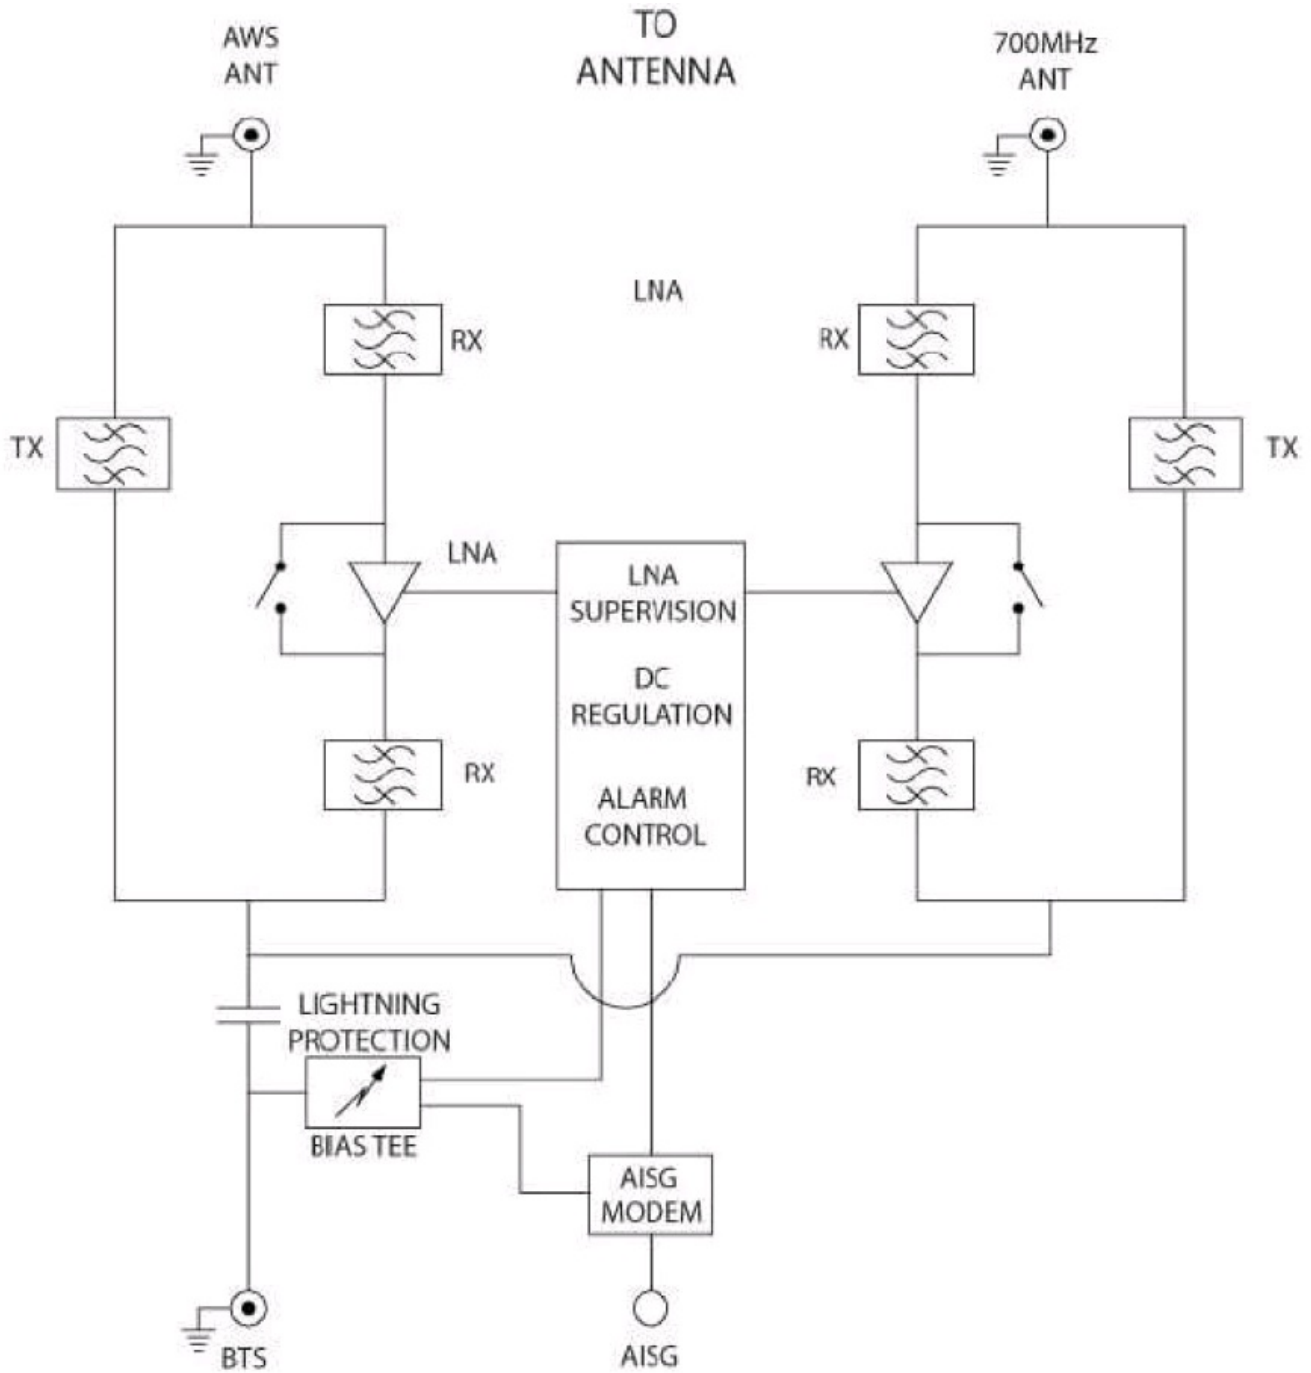 TO
ANTENNA
AWS
ANT
700MHz
ANT
LNA
RX
RX
TX
TX
LNA
LNA
SUPERVISION
DC
REGULATION
ALARM
CONTROL
RX
RX
LIGHTNING
PROTECTION
BIAS TEE
AISG
MODEM
BTS
AISG